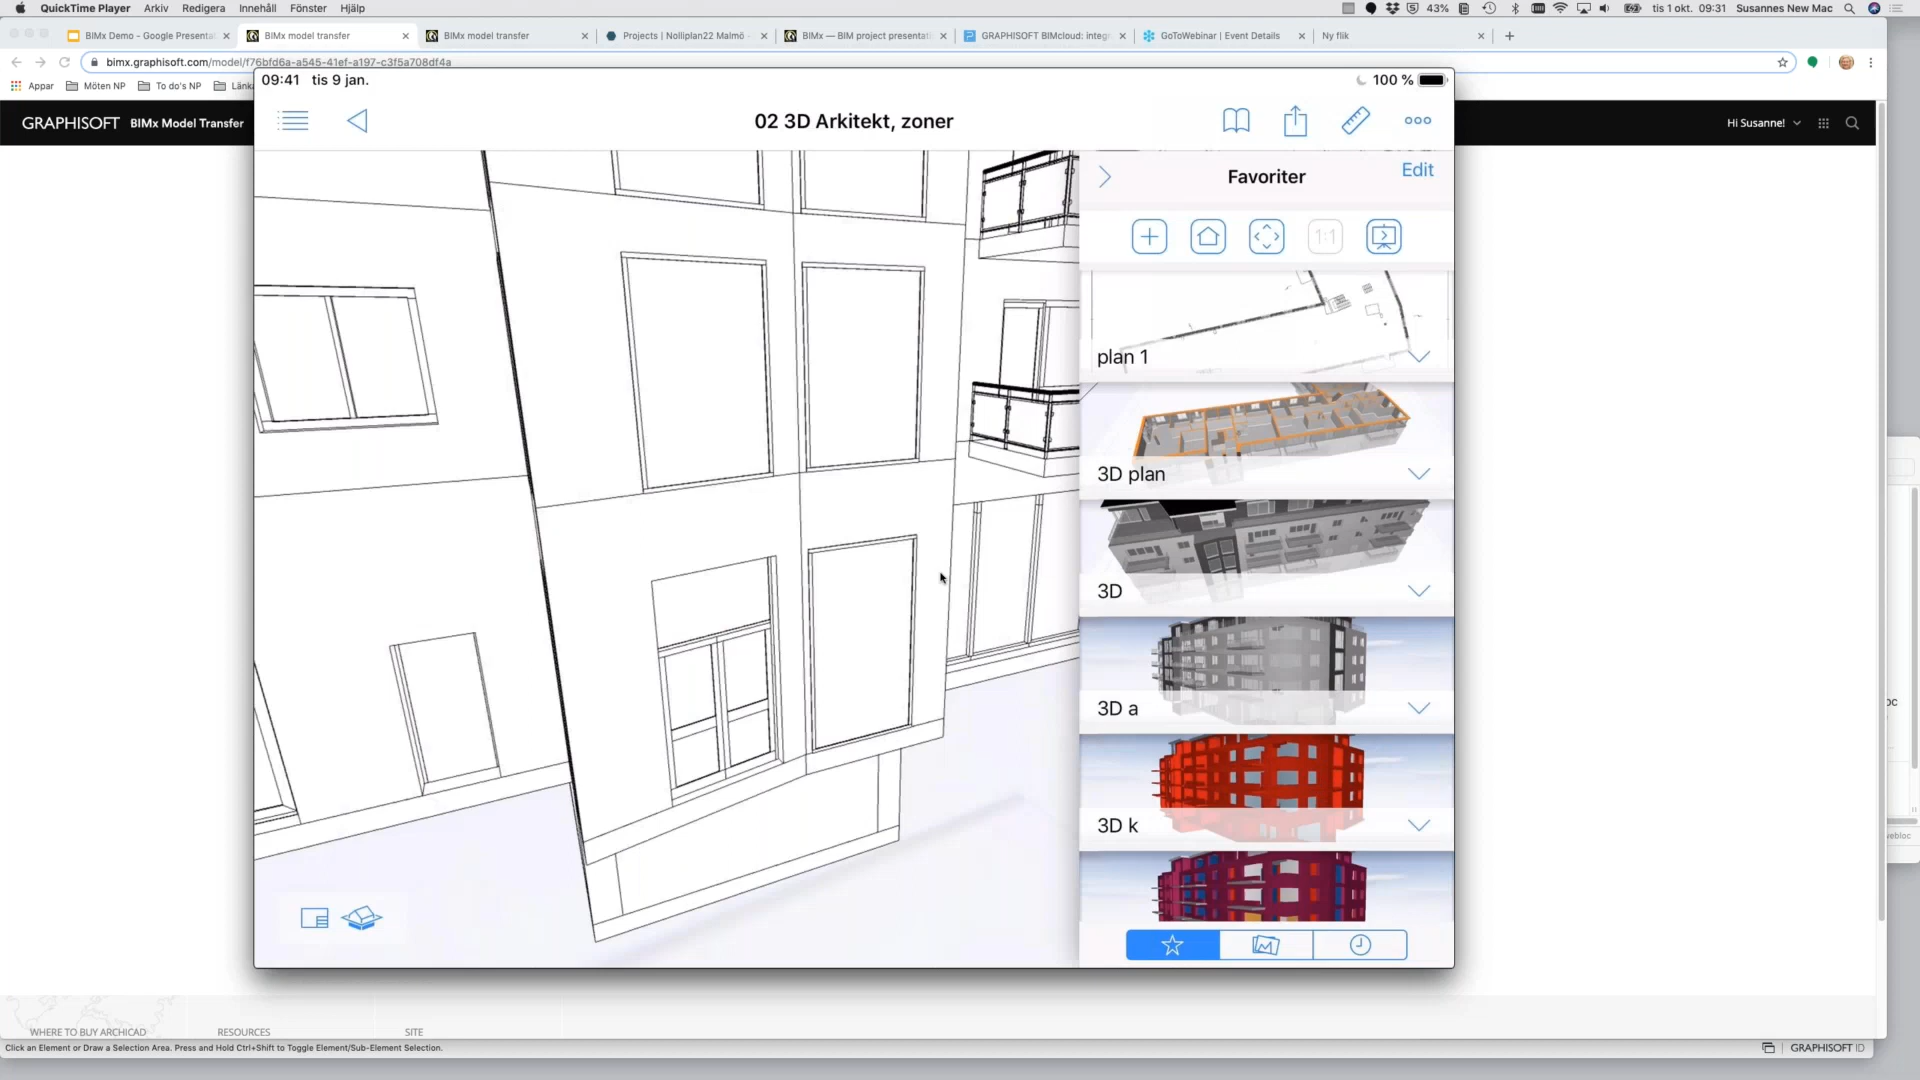 QuickTime Player Arkiv Redigera Innehåll Fönster Hjälp
43% tis 1 okt. 09:31 Susannes New Mac
BIMx Demo - Google Presentat
BIMx model transfer
BIMx model transfer
Projects | Nolliplan22 Malmö -
BIMx — BIM project presentati
GRAPHISOFT BIMcloud: integ
GoToWebinar | Event Details
Ny flik
bimx.graphisoft.com/model/f76bfd6a-a545-41ef-a197-c3f5a708df4a
Appar Möten NP To do's NP Länk
GRAPHISOFT BIMx Model Transfer
Hi Susanne!
09:41 tis 9 jan.
100 %
02 3D Arkitekt, zoner
Favoriter
Edit
1:1
plan 1
3D plan
3D
3D a
3D k
WHERE TO BUY ARCHICAD RESOURCES SITE
Click an Element or Draw a Selection Area. Press and Hold Ctrl+Shift to Toggle Element/Sub-Element Selection.
GRAPHISOFT ID